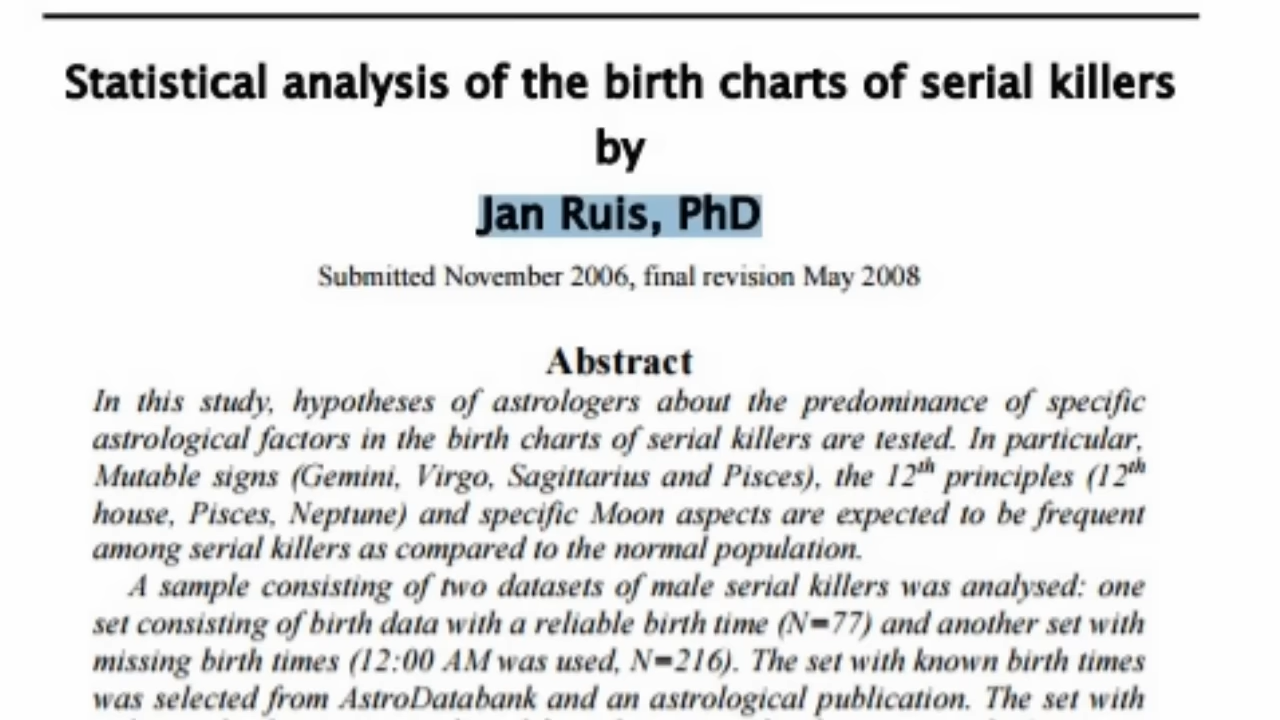 Statistical analysis of the birth charts of serial killers
by
Jan Ruis, PhD
Submitted November 2006, final revision May 2008
Abstract
In this study, hypotheses of astrologers about the predominance of specific
astrological factors in the birth charts of serial killers are tested. In particular,
Mutable signs (Gemini, Virgo, Sagittarius and Pisces), the 12th principles (12th
house, Pisces, Neptune) and specific Moon aspects are expected to be frequent
among serial killers as compared to the normal population.
A sample consisting of two datasets of male serial killers was analysed: one
set consisting of birth data with a reliable birth time (N=77) and another set with
missing birth times (12:00 AM was used, N=216). The set with known birth times
was selected from AstroDatabank and an astrological publication. The set with